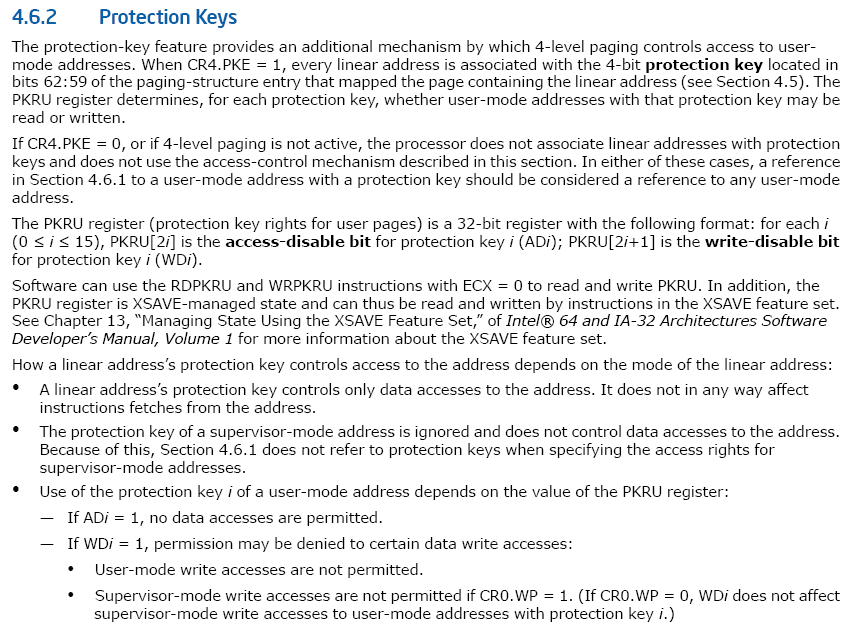 4.6.2 Protection Keys
The protection-key feature provides an additional mechanism by which 4-level paging controls access to user-
mode addresses. When CR4.PKE = 1, every linear address is associated with the 4-bit protection key located in
bits 62:59 of the paging-structure entry that mapped the page containing the linear address (see Section 4.5). The
PKRU register determines, for each protection key, whether user-mode addresses with that protection key may be
read or written.
If CR4.PKE = 0, or if 4-level paging is not active, the processor does not associate linear addresses with protection
keys and does not use the access-control mechanism described in this section. In either of these cases, a reference
in Section 4.6.1 to a user-mode address with a protection key should be considered a reference to any user-mode
address.
The PKRU register (protection key rights for user pages) is a 32-bit register with the following format: for each i
(0 ≤ i ≤ 15), PKRU[2i] is the access-disable bit for protection key i (ADi); PKRU[2i+1] is the write-disable bit
for protection key i (WDi).
Software can use the RDPKRU and WRPKRU instructions with ECX = 0 to read and write PKRU. In addition, the
PKRU register is XSAVE-managed state and can thus be read and written by instructions in the XSAVE feature set.
See Chapter 13, “Managing State Using the XSAVE Feature Set,” of Intel® 64 and IA-32 Architectures Software
Developer’s Manual, Volume 1 for more information about the XSAVE feature set.
How a linear address’s protection key controls access to the address depends on the mode of the linear address:
• A linear address’s protection key controls only data accesses to the address. It does not in any way affect
instructions fetches from the address.
• The protection key of a supervisor-mode address is ignored and does not control data accesses to the address.
Because of this, Section 4.6.1 does not refer to protection keys when specifying the access rights for
supervisor-mode addresses.
• Use of the protection key i of a user-mode address depends on the value of the PKRU register:
— If ADi = 1, no data accesses are permitted.
— If WDi = 1, permission may be denied to certain data write accesses:
• User-mode write accesses are not permitted.
• Supervisor-mode write accesses are not permitted if CR0.WP = 1. (If CR0.WP = 0, WDi does not affect
supervisor-mode write accesses to user-mode addresses with protection key i.)